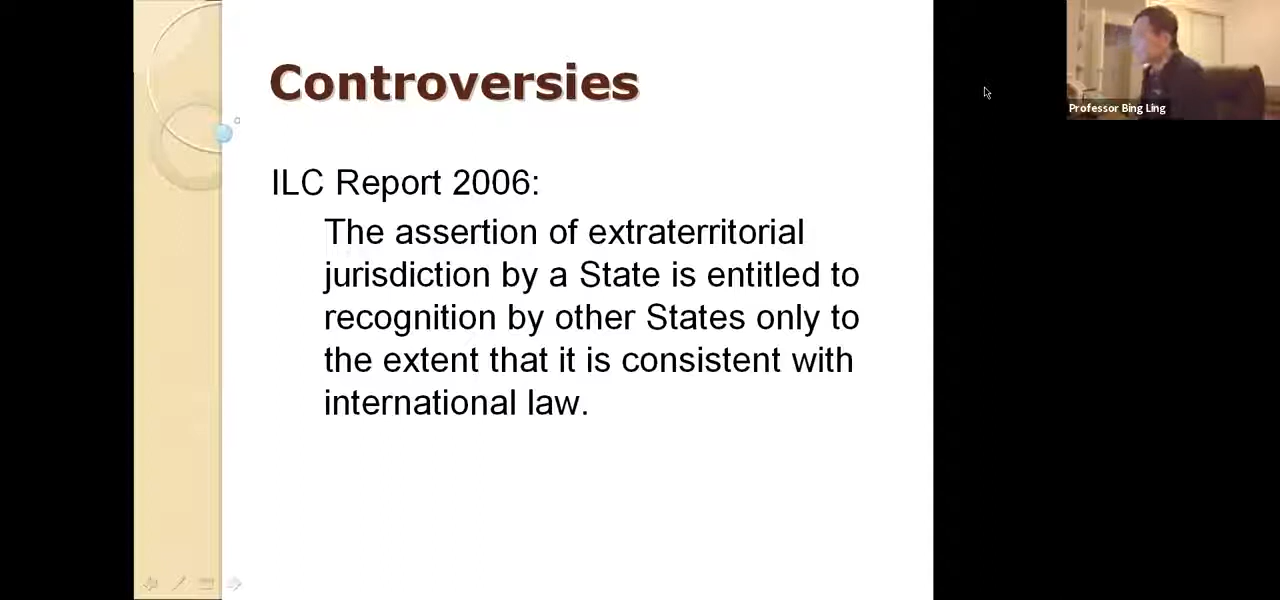 Controversies
ILC Report 2006:
The assertion of extraterritorial
jurisdiction by a State is entitled to
recognition by other States only to
the extent that it is consistent with
international law.
Professor Bing Ling